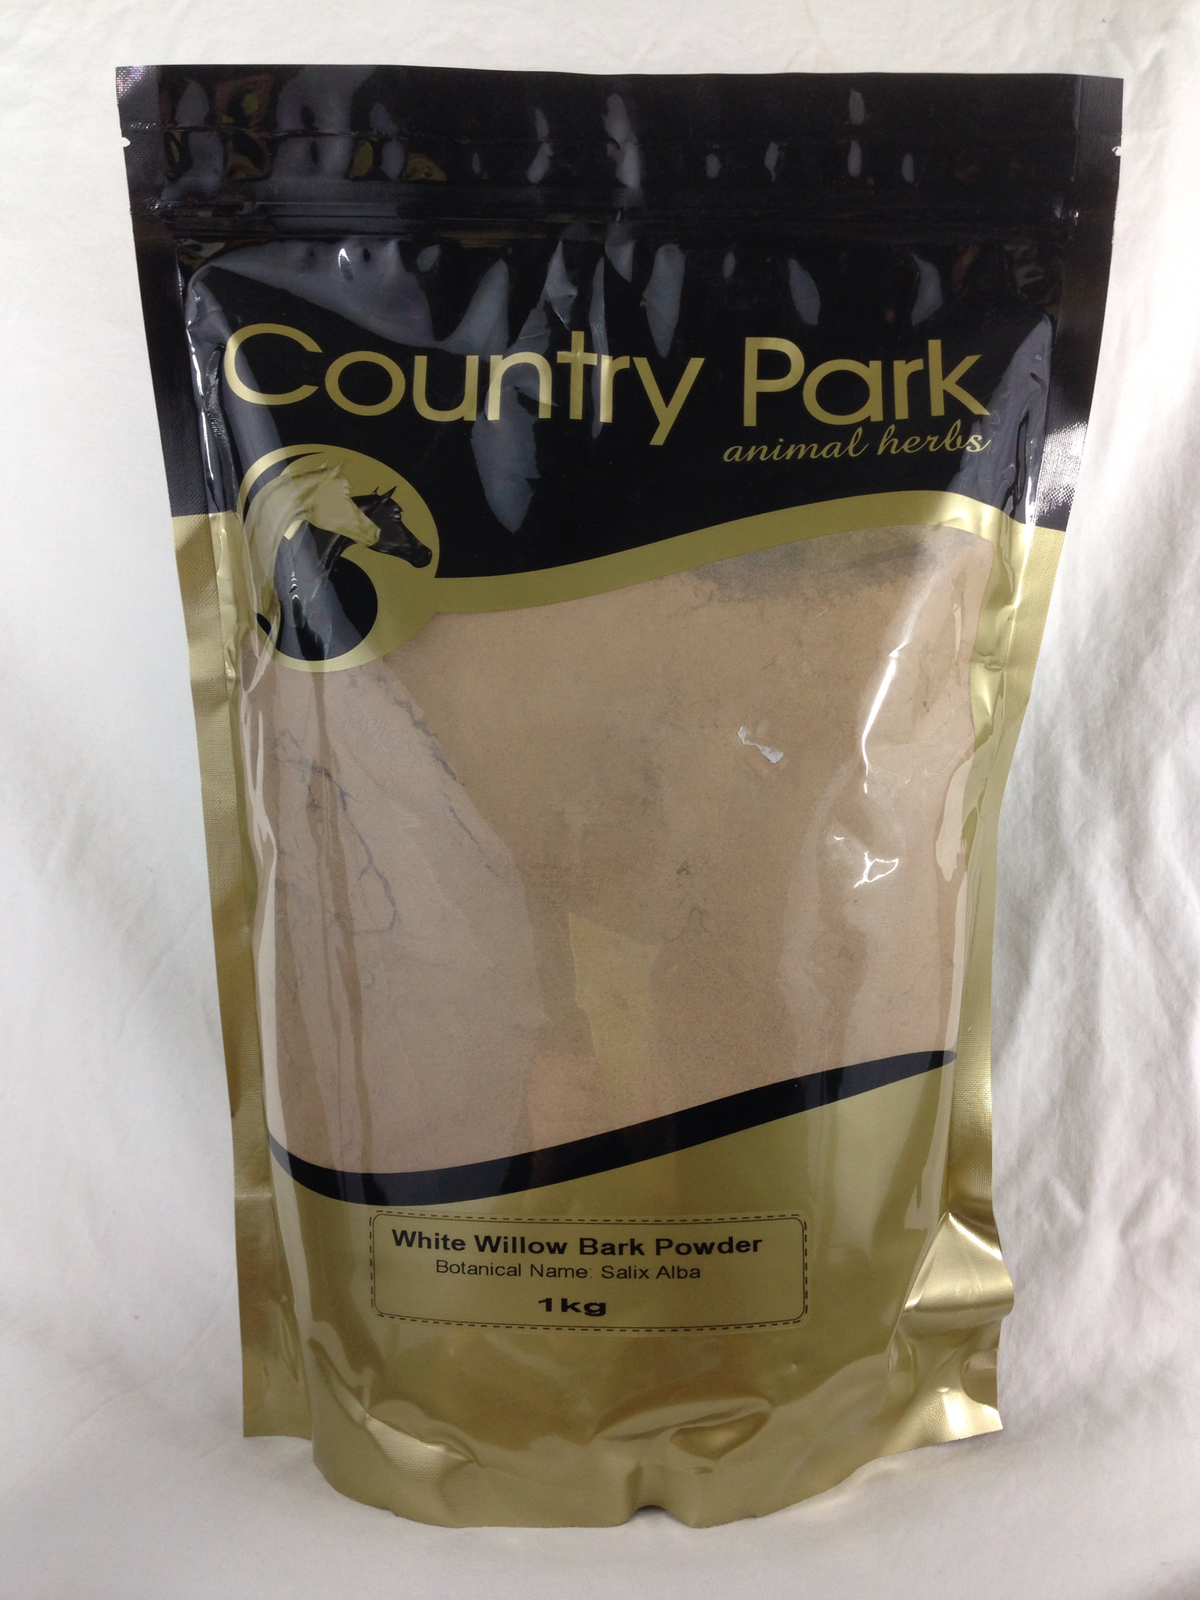 Country Park
animal herbs
White Willow Bark Powder
Botanical Name: Salix Alba
1kg